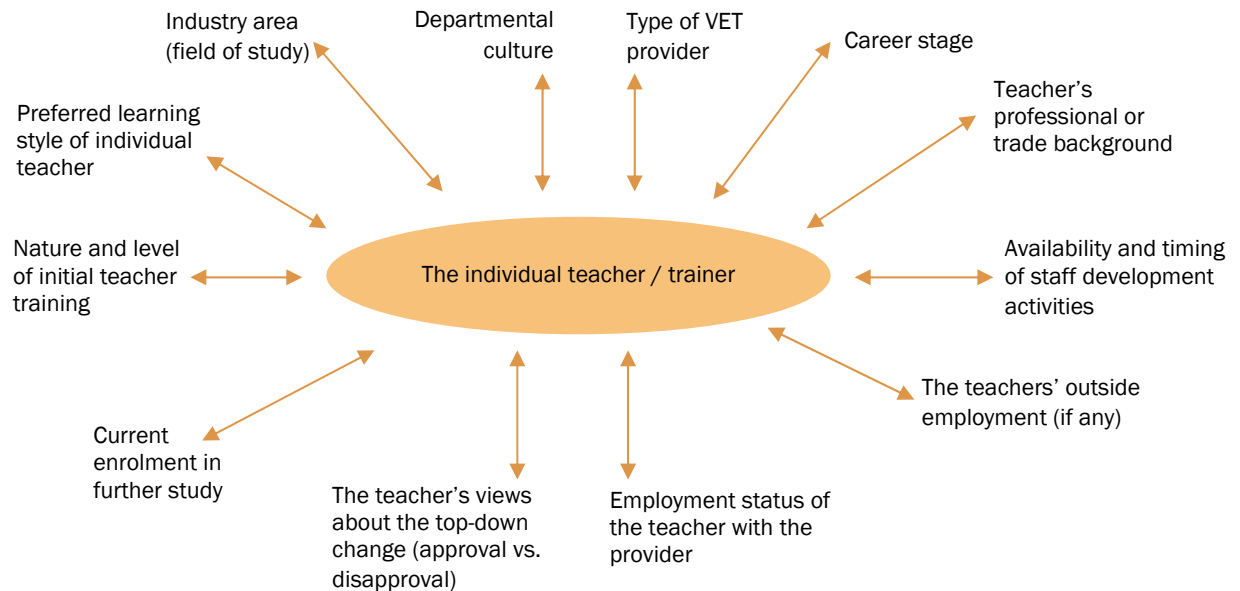 Industry area
(field of study)
Departmental
culture
Type of VET
provider
Career stage
Teacher's
professional or
trade background
Preferred learning
style of individual
teacher
Nature and level
of initial teacher
training
The individual teacher / trainer
Availability and timing
of staff development
activities
The teachers' outside
employment (if any)
Current
enrolment in
further study
The teacher's views
about the top-down
change (approval vs.
disapproval)
Employment status of
the teacher with the
provider